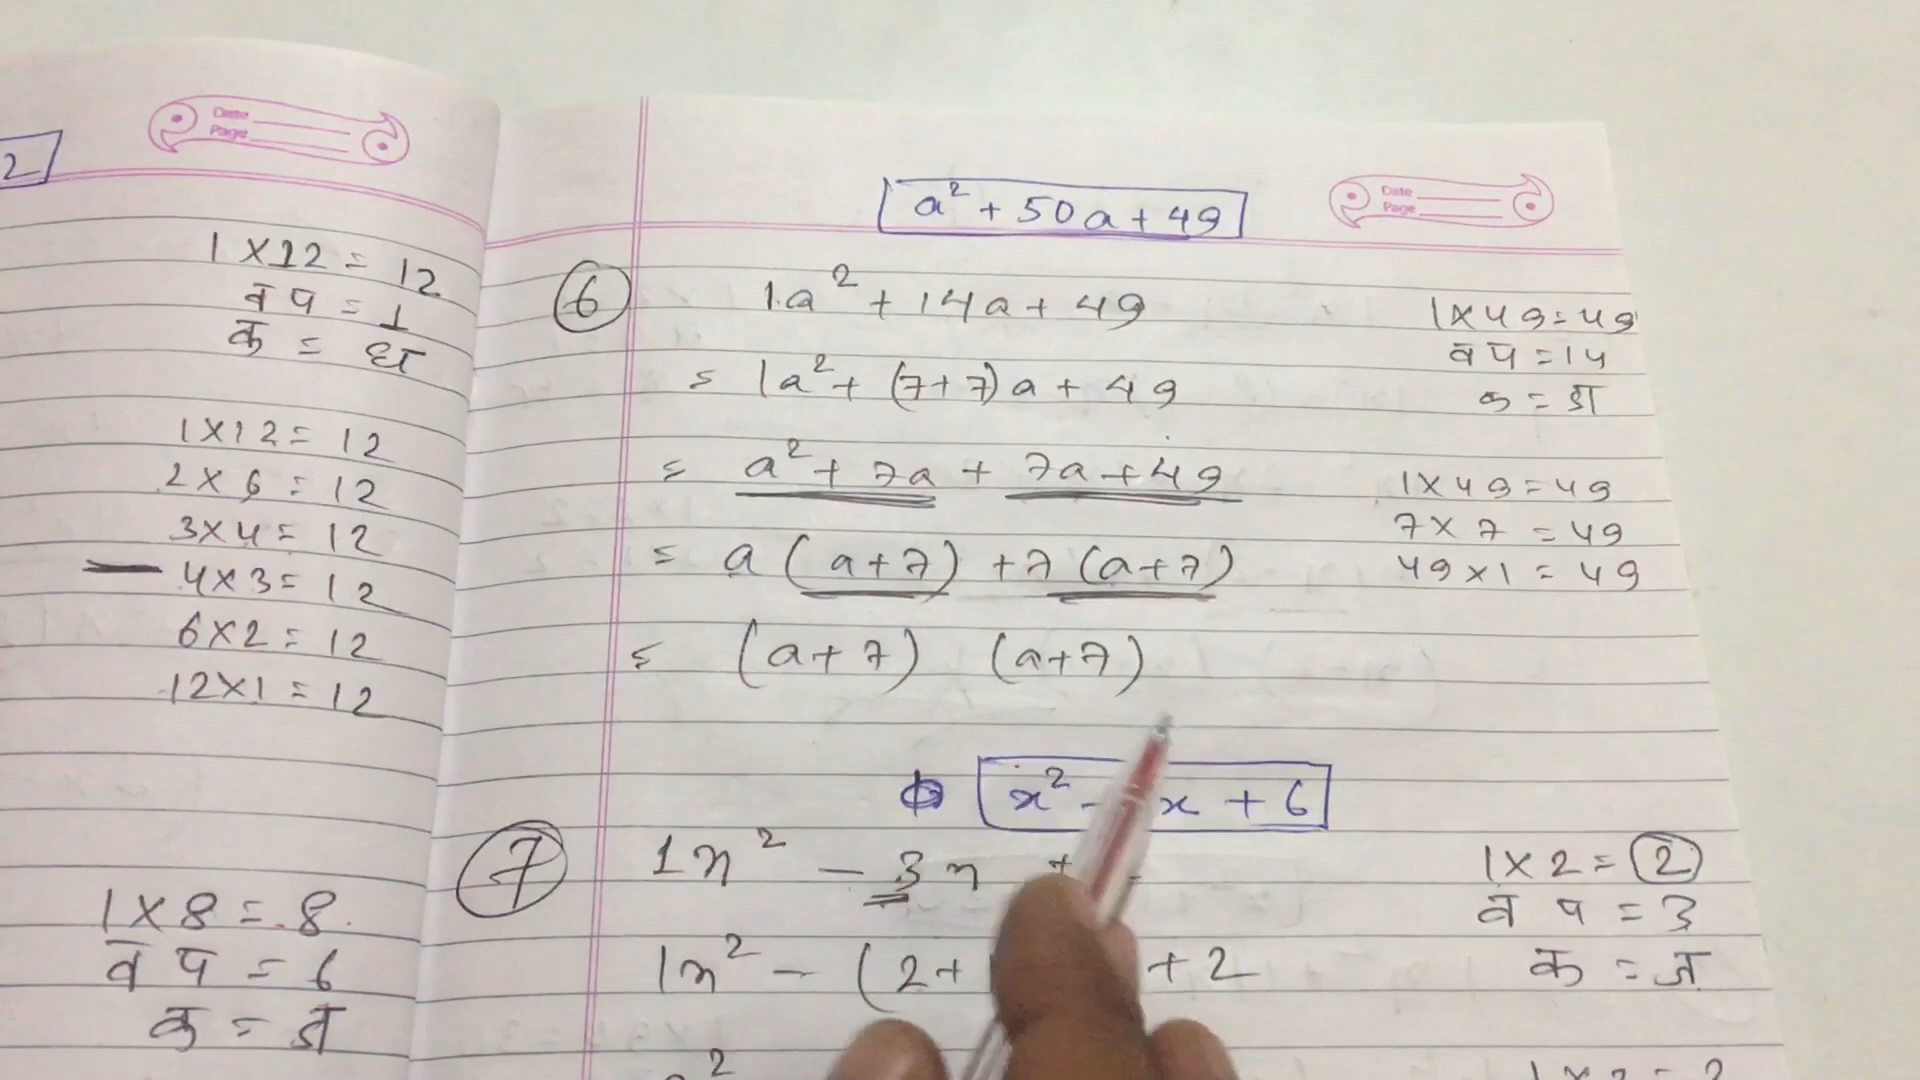 Date
Page
2
1 X 12 = 12
व प = 1
क = घा
1 X 12 = 12
2 X 6 = 12
3 X 4 = 12
4 X 3 = 12
6 X 2 = 12
12 X 1 = 12
1 X 8 = 8
व प = 6
क = ज
Date
Page
a² + 50a + 49
6 1a² + 14a + 49
= 1a² + (7+7)a + 49
= a² + 7a + 7a + 49
= a (a+7) + 7 (a+7)
= (a+7) (a+7)
1 X 49 = 49
व प = 14
क = ज
1 X 49 = 49
7 X 7 = 49
49 X 1 = 49
x² - x + 6
7 1x² - 3x +
1x² - (2+ + 2
1 X 2 = 2
व प = 3
क = ज
2